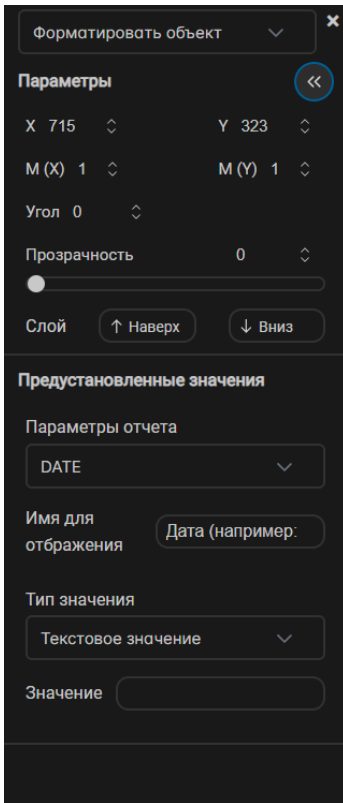 Форматировать объект
Параметры
X 715 Y 323
M (X) 1 M (Y) 1
Угол 0
Прозрачность 0
Слой ↑ Наверх ↓ Вниз
Предустановленные значения
Параметры отчета
DATE
Имя для
отбражения
Дата (например:
Тип значения
Текстовое значение
Значение